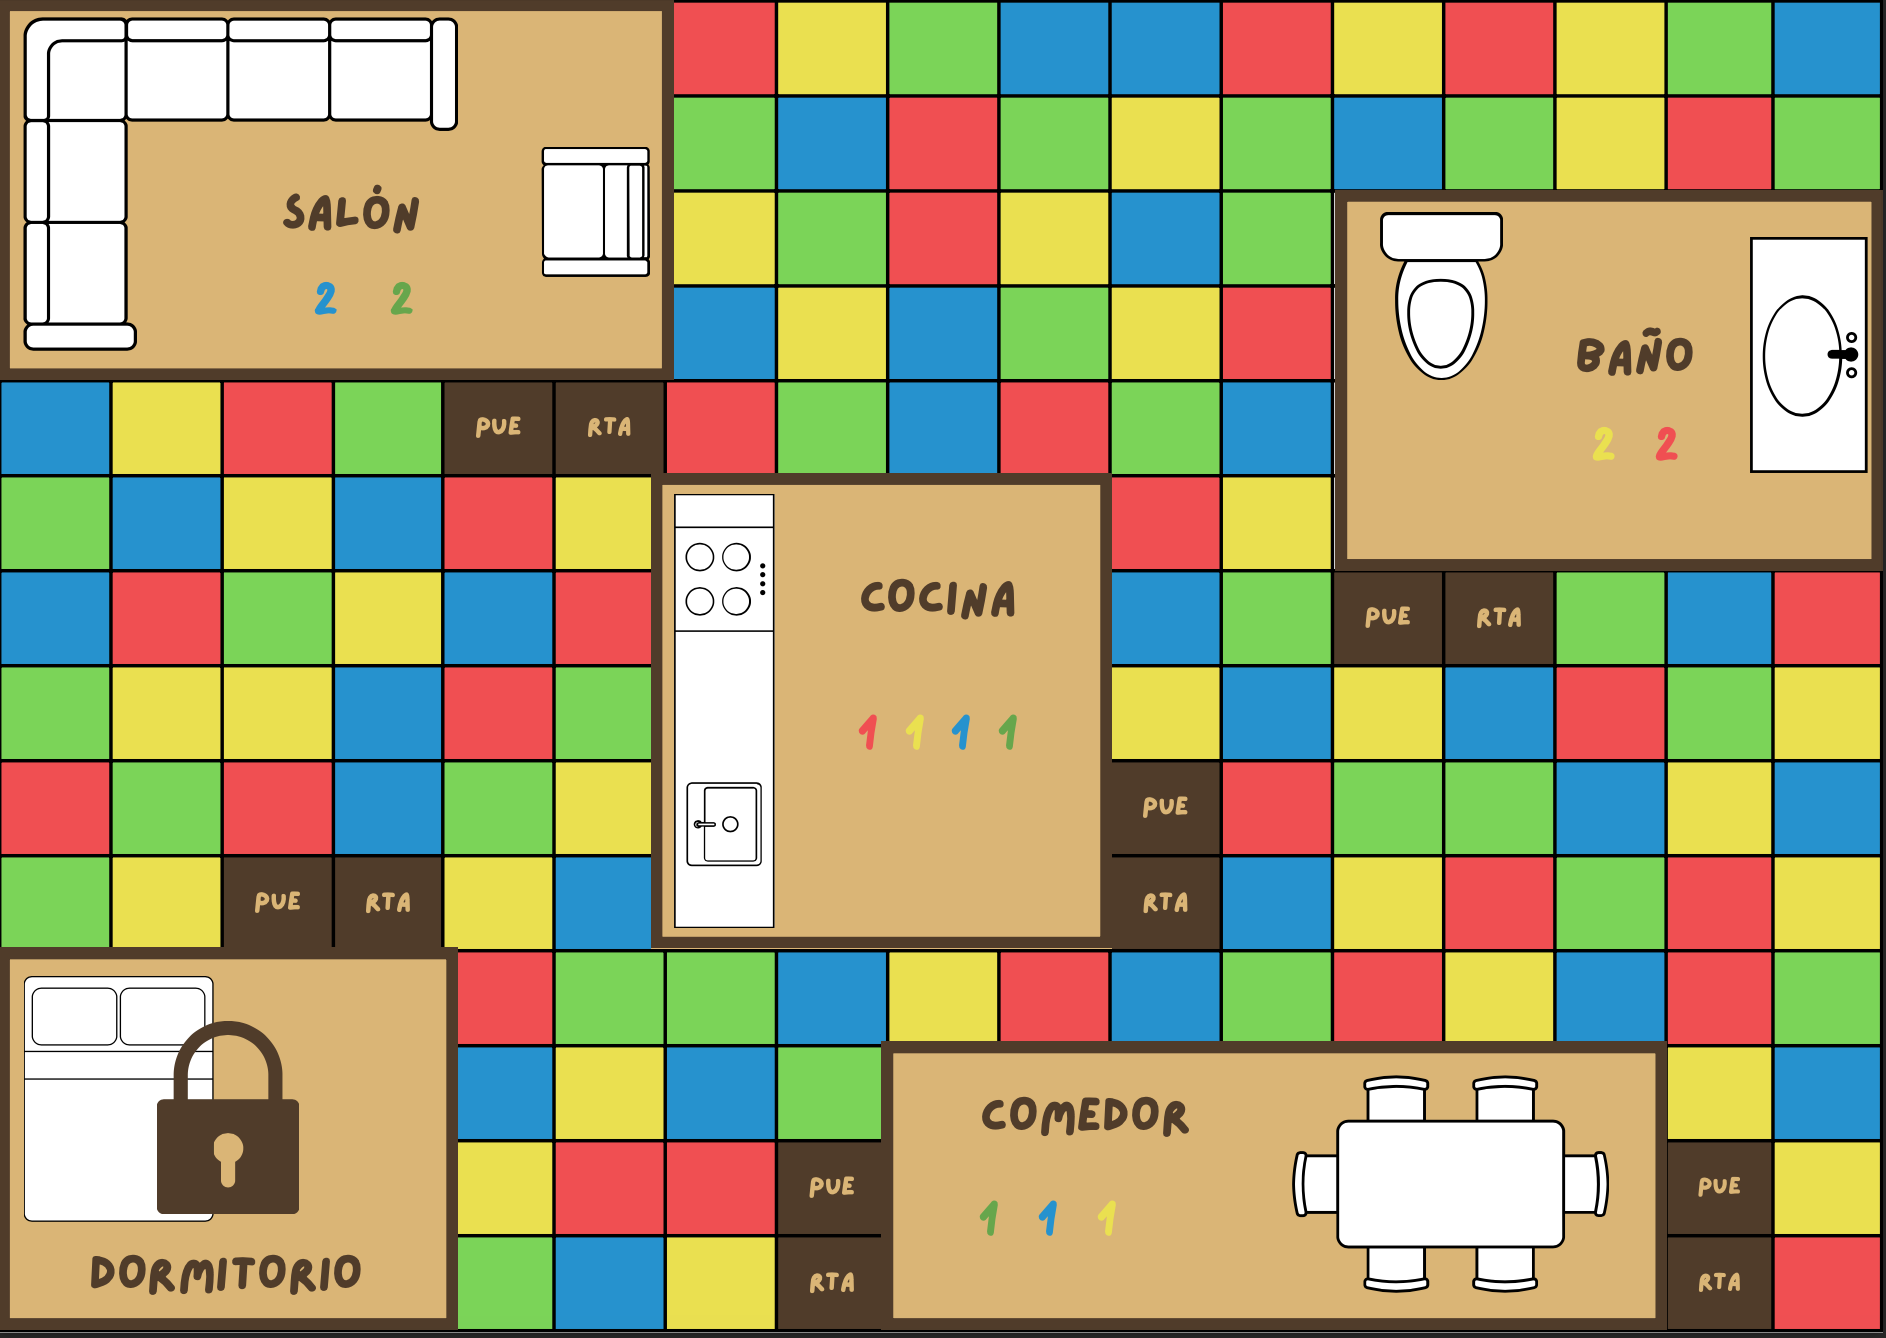 SALÓN
2 2
BAÑO
2 2
PUE RTA
COCINA
1 1 1 1
PUE RTA
PUE
RTA
PUE RTA
DORMITORIO
COMEDOR
1 1 1
PUE
RTA
PUE
RTA